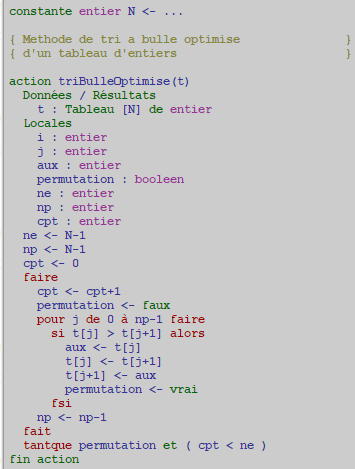 constante entier N <- ...
{ Methode de tri a bulle optimise }
{ d'un tableau d'entiers }
action triBulleOptimise(t)
Données / Résultats
t : Tableau [N] de entier
Locales
i : entier
j : entier
aux : entier
permutation : booleen
ne : entier
np : entier
cpt : entier
ne <- N-1
np <- N-1
cpt <- 0
faire
cpt <- cpt+1
permutation <- faux
pour j de 0 à np-1 faire
si t[j] > t[j+1] alors
aux <- t[j]
t[j] <- t[j+1]
t[j+1] <- aux
permutation <- vrai
fsi
np <- np-1
fait
tantque permutation et ( cpt < ne )
fin action